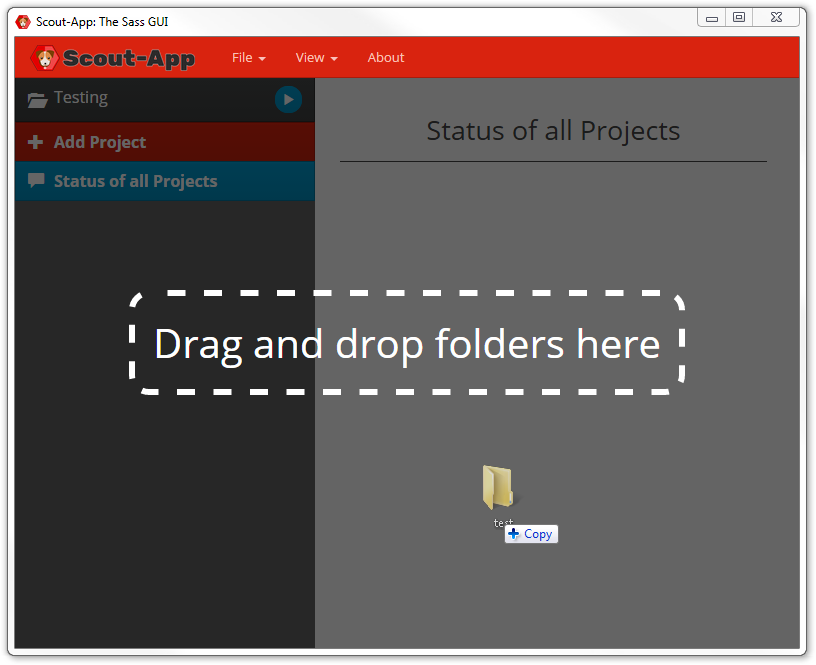 Scout-App: The Sass GUI
Scout-App File View About
Testing
Add Project
Status of all Projects
Status of all Projects
Drag and drop folders here
test
Copy